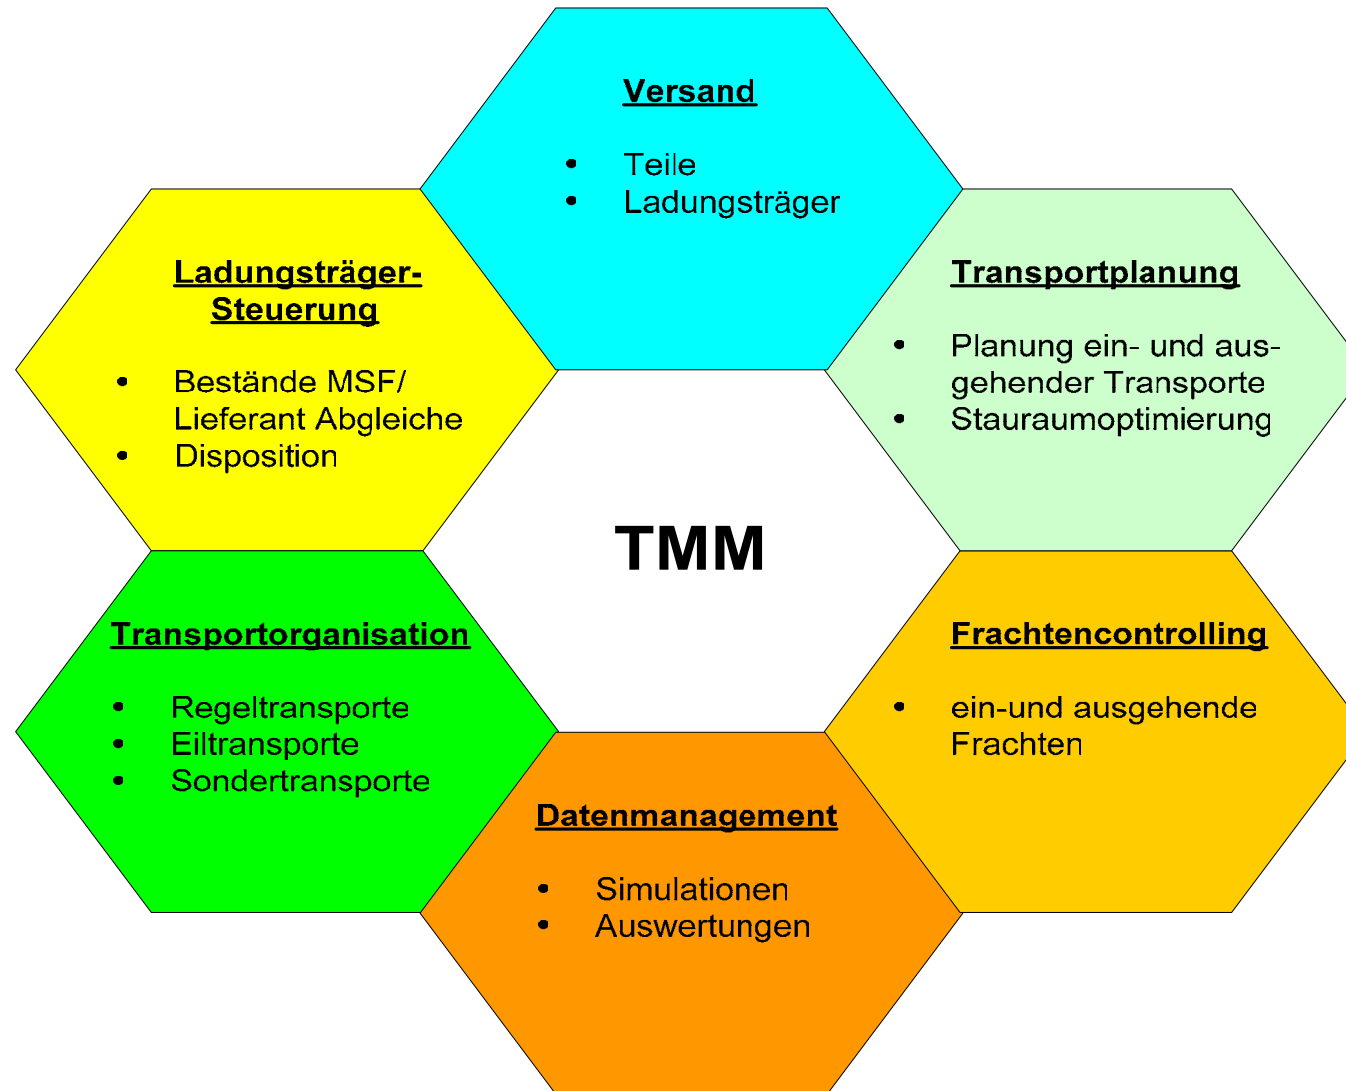 Versand
• Teile
• Ladungsträger
Ladungsträger-
Steuerung
• Bestände MSF/
Lieferant Abgleiche
• Disposition
Transportplanung
• Planung ein- und aus-
gehender Transporte
• Stauraumoptimierung
TMM
Transportorganisation
• Regeltransporte
• Eiltransporte
• Sondertransporte
Frachtencontrolling
• ein-und ausgehende
Frachten
Datenmanagement
• Simulationen
• Auswertungen